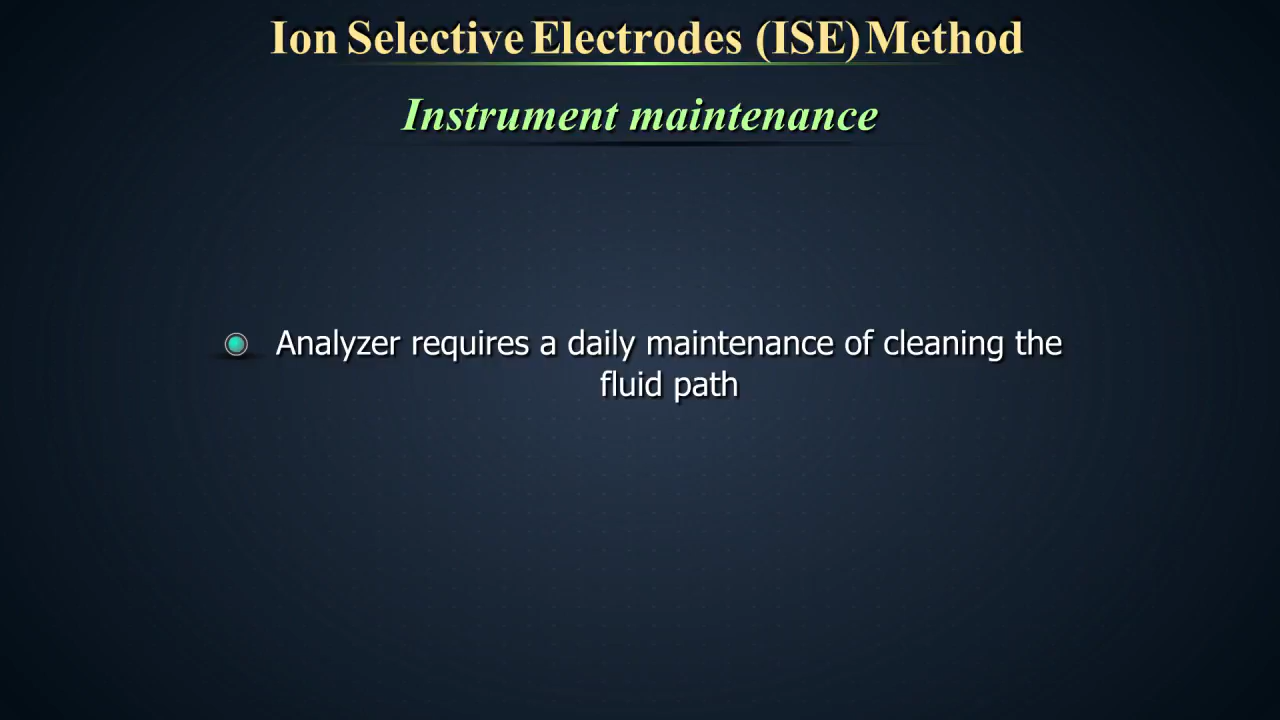 Ion Selective Electrodes (ISE) Method
Instrument maintenance
Analyzer requires a daily maintenance of cleaning the
fluid path